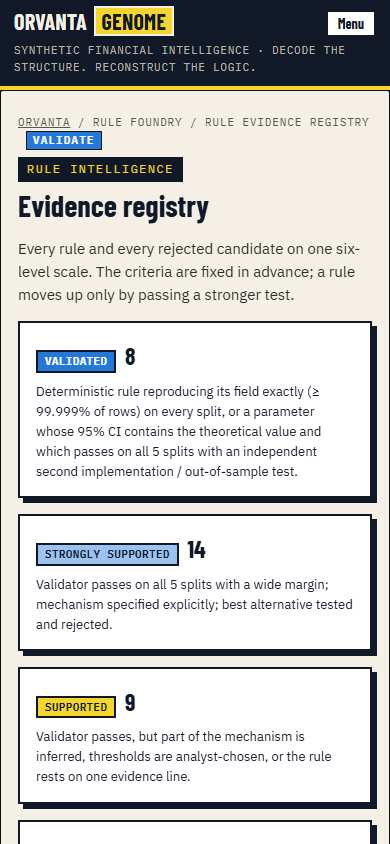 ORVANTA GENOME
Menu
SYNTHETIC FINANCIAL INTELLIGENCE · DECODE THE
STRUCTURE. RECONSTRUCT THE LOGIC.
ORVANTA / RULE FOUNDRY / RULE EVIDENCE REGISTRY
VALIDATE
RULE INTELLIGENCE
Evidence registry
Every rule and every rejected candidate on one six-
level scale. The criteria are fixed in advance; a rule
moves up only by passing a stronger test.
VALIDATED 8
Deterministic rule reproducing its field exactly (≥
99.999% of rows) on every split, or a parameter
whose 95% CI contains the theoretical value and
which passes on all 5 splits with an independent
second implementation / out-of-sample test.
STRONGLY SUPPORTED 14
Validator passes on all 5 splits with a wide margin;
mechanism specified explicitly; best alternative tested
and rejected.
SUPPORTED 9
Validator passes, but part of the mechanism is
inferred, thresholds are analyst-chosen, or the rule
rests on one evidence line.